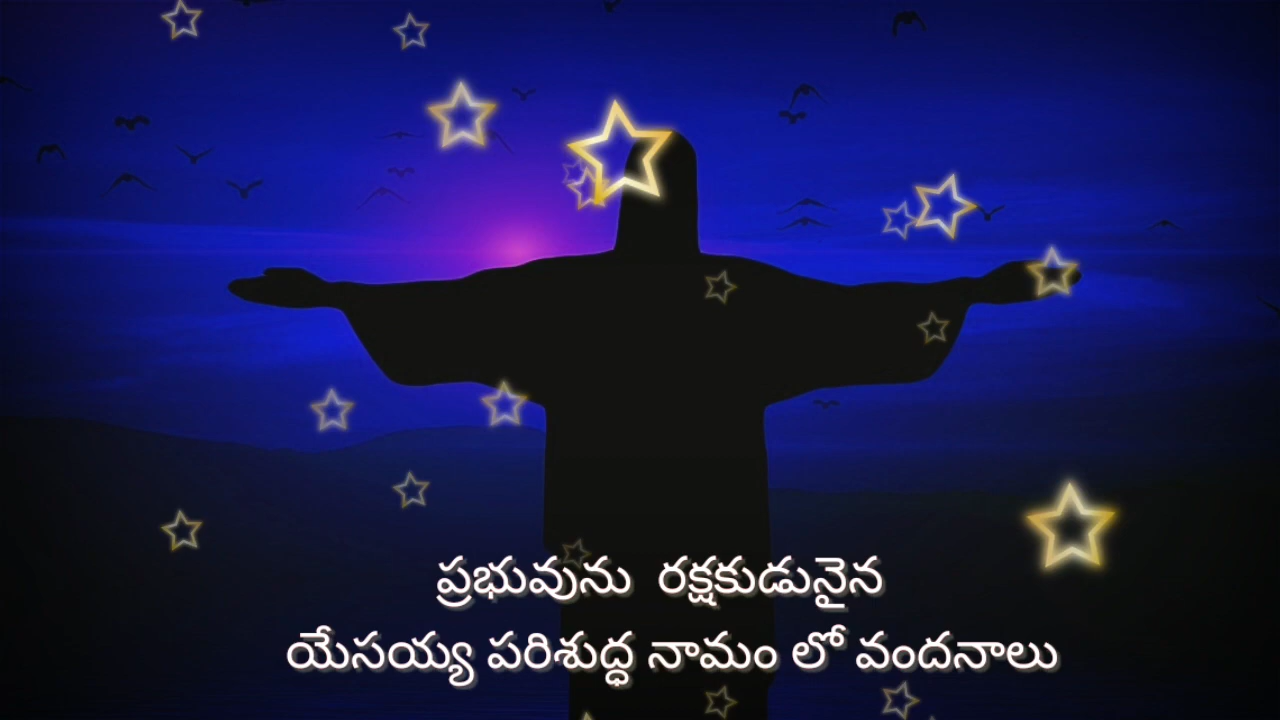 ప్రభువును రక్షకుడునైన
యేసయ్య పరిశుద్ధ నామం లో వందనాలు